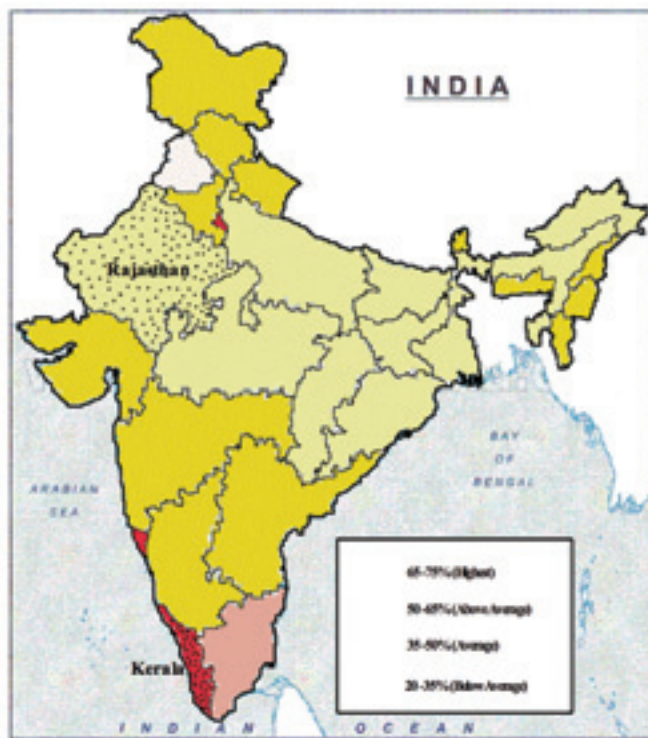 INDIA
Rajasthan
ARABIAN
SEA
BAY
OF
BENGAL
65-75% (Highest)
50-65% (Above Average)
35-50% (Average)
20-35% (Below Average)
Kerala
INDIAN OCEAN